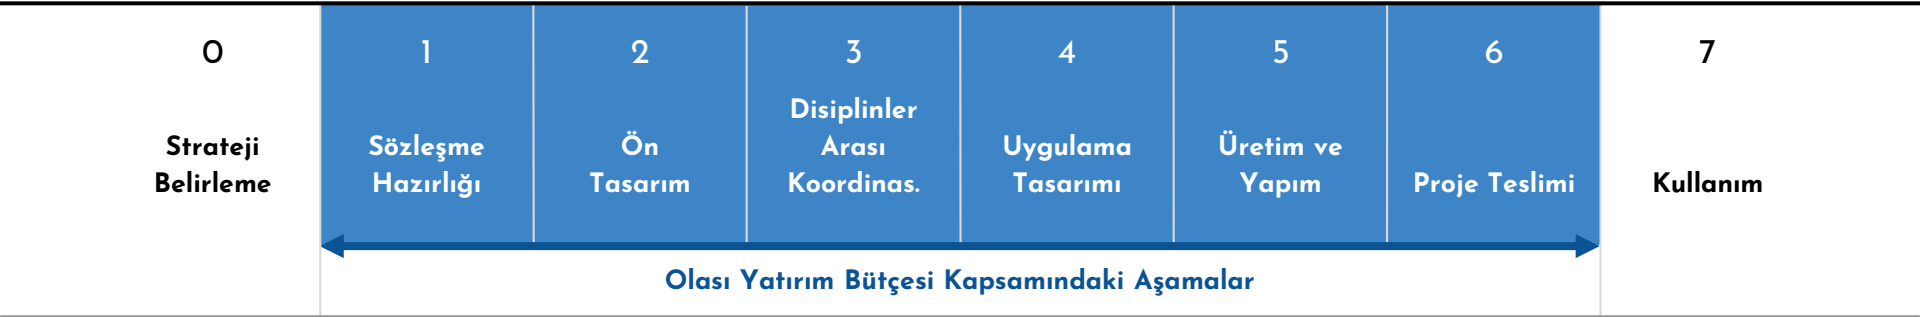 0
Strateji
Belirleme
1
Sözleşme
Hazırlığı
2
Ön
Tasarım
3
Disiplinler
Arası
Koordinas.
4
Uygulama
Tasarımı
5
Üretim ve
Yapım
6
Proje Teslimi
7
Kullanım
Olası Yatırım Bütçesi Kapsamındaki Aşamalar